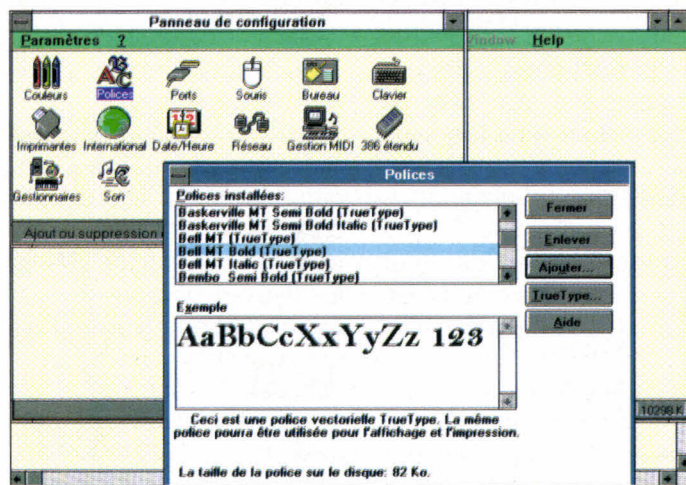 Panneau de configuration
Paramètres ?
Window Help
Couleurs Polices Ports Souris Bureau Clavier
Imprimantes International Date/Heure Réseau Gestion MIDI 386 étendu
Gestionnaires Son
Ajout ou suppression
Polices
Polices installées:
Baskerville MT Semi Bold (TrueType)
Baskerville MT Semi Bold Italic (TrueType)
Bell MT (TrueType)
Bell MT Bold (TrueType)
Bell MT Italic (TrueType)
Bembo Semi Bold (TrueType)
Fermer
Enlever
Ajouter...
TrueType...
Aide
Exemple
AaBbCcXxYyZz 123
Ceci est une police vectorielle TrueType. La même
police pourra être utilisée pour l'affichage et l'impression.
La taille de la police sur le disque: 82 Ko.
10298 K